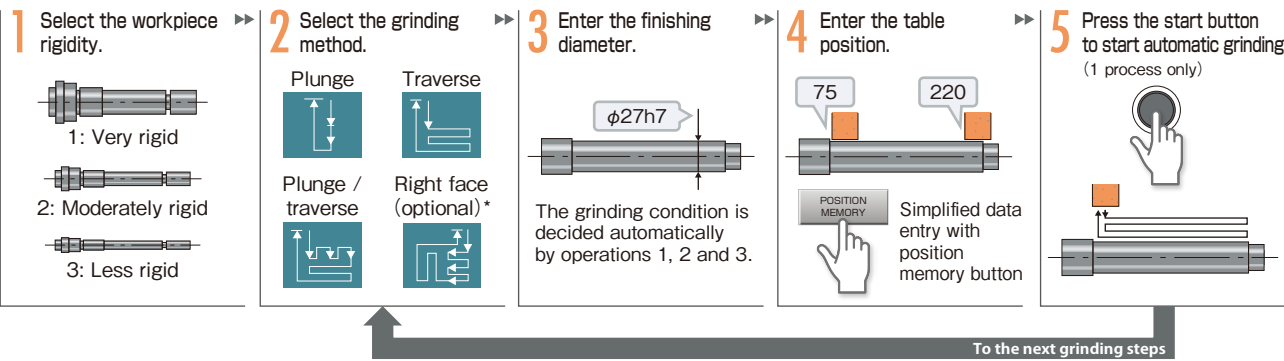 1 Select the workpiece
rigidity.
1: Very rigid
2: Moderately rigid
3: Less rigid
2 Select the grinding
method.
Plunge
Traverse
Plunge /
traverse
Right face
(optional)*
3 Enter the finishing
diameter.
φ27h7
The grinding condition is
decided automatically
by operations 1, 2 and 3.
4 Enter the table
position.
75
220
POSITION
MEMORY
Simplified data
entry with
position
memory button
5 Press the start button
to start automatic grinding
(1 process only)
To the next grinding steps